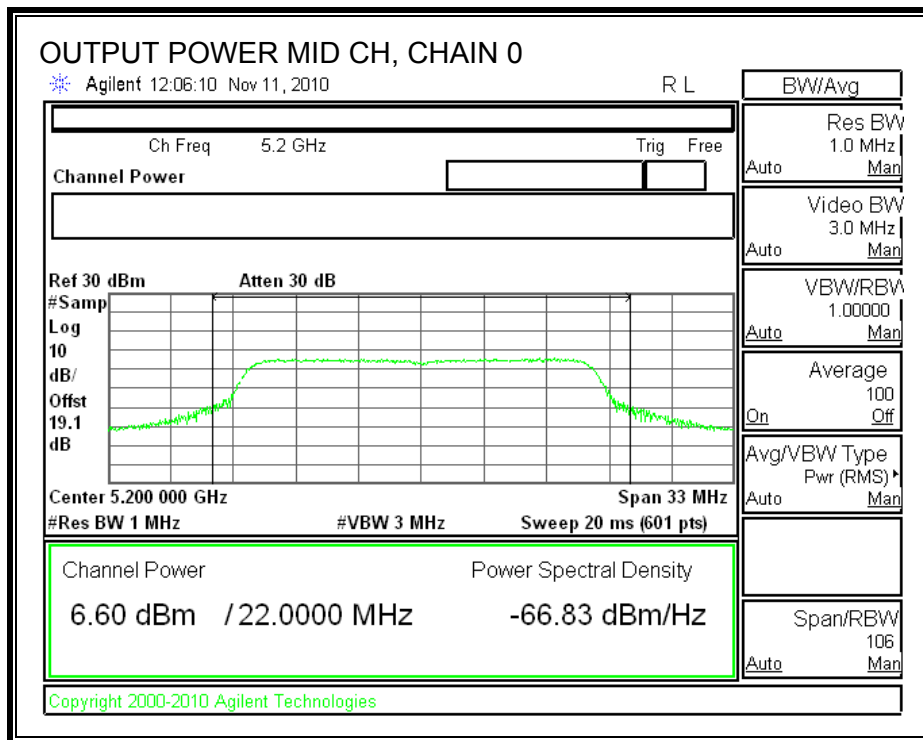 OUTPUT POWER MID CH, CHAIN 0
Agilent 12:06:10 Nov 11, 2010 R L
Ch Freq 5.2 GHz Trig Free
Channel Power
Ref 30 dBm Atten 30 dB
#Samp
Log
10
dB/
Offst
19.1
dB
Center 5.200 000 GHz Span 33 MHz
#Res BW 1 MHz #VBW 3 MHz Sweep 20 ms (601 pts)
Channel Power Power Spectral Density
6.60 dBm / 22.0000 MHz -66.83 dBm/Hz
Copyright 2000-2010 Agilent Technologies
BW/Avg
Res BW
1.0 MHz
Auto Man
Video BW
3.0 MHz
Auto Man
VBW/RBW
1.00000
Auto Man
Average
100
On Off
Avg/VBW Type
Pwr (RMS)
Auto Man
Span/RBW
106
Auto Man